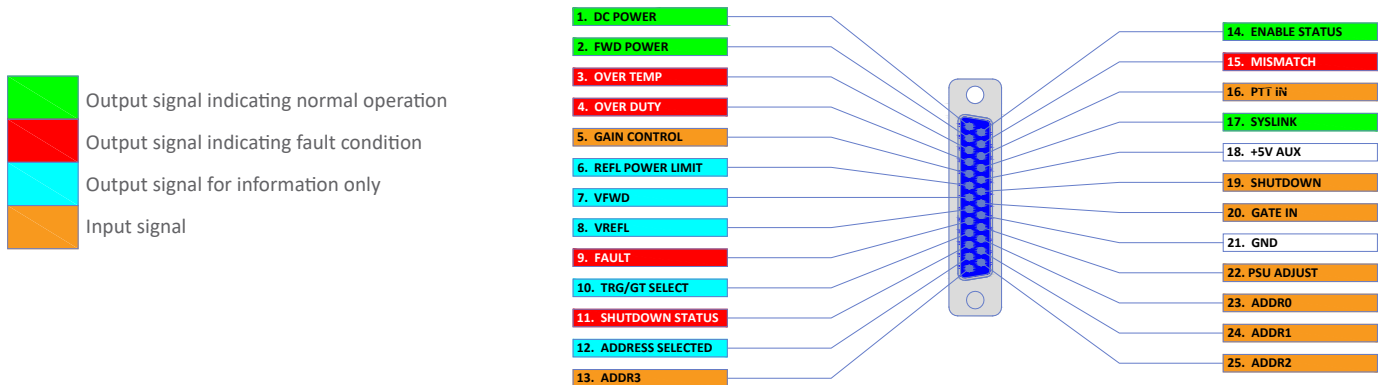 Output signal indicating normal operation
Output signal indicating fault condition
Output signal for information only
Input signal
1. DC POWER
2. FWD POWER
3. OVER TEMP
4. OVER DUTY
5. GAIN CONTROL
6. REFL POWER LIMIT
7. VFWD
8. VREFL
9. FAULT
10. TRG/GT SELECT
11. SHUTDOWN STATUS
12. ADDRESS SELECTED
13. ADDR3
14. ENABLE STATUS
15. MISMATCH
16. PTT IN
17. SYSLINK
18. +5V AUX
19. SHUTDOWN
20. GATE IN
21. GND
22. PSU ADJUST
23. ADDR0
24. ADDR1
25. ADDR2